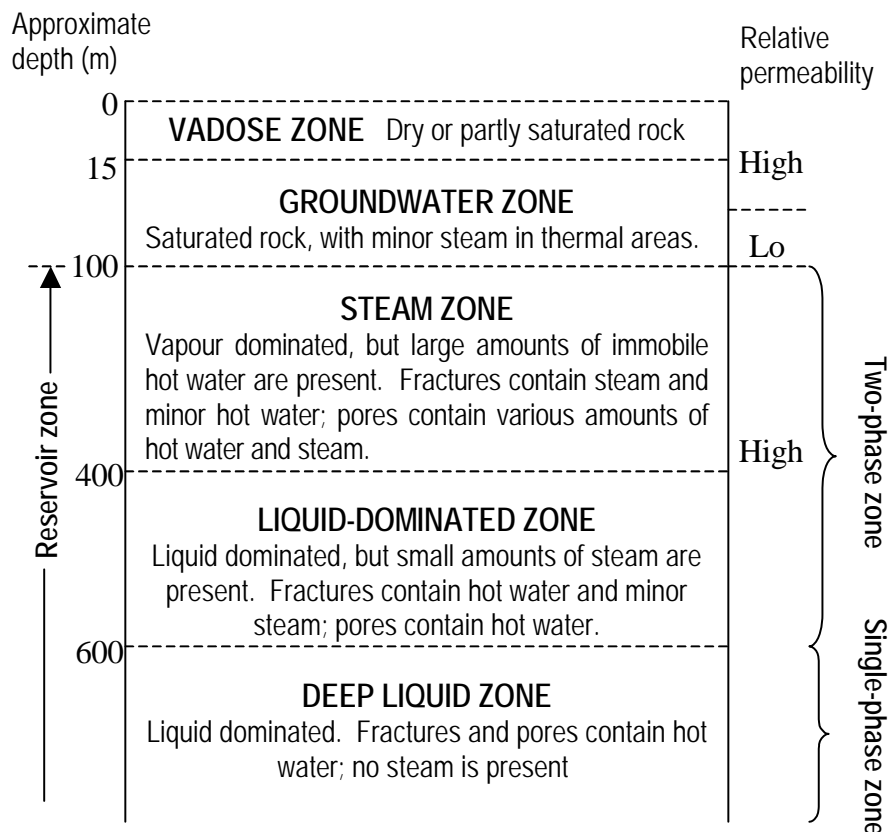 Approximate
depth (m)
Relative
permeability
0
VADOSE ZONE Dry or partly saturated rock
15
High
GROUNDWATER ZONE
Saturated rock, with minor steam in thermal areas.
Lo
100
STEAM ZONE
Vapour dominated, but large amounts of immobile
hot water are present. Fractures contain steam and
minor hot water; pores contain various amounts of
hot water and steam.
High
400
LIQUID-DOMINATED ZONE
Liquid dominated, but small amounts of steam are
present. Fractures contain hot water and minor
steam; pores contain hot water.
600
DEEP LIQUID ZONE
Liquid dominated. Fractures and pores contain hot
water; no steam is present
Reservoir zone
Two-phase zone
Single-phase zone